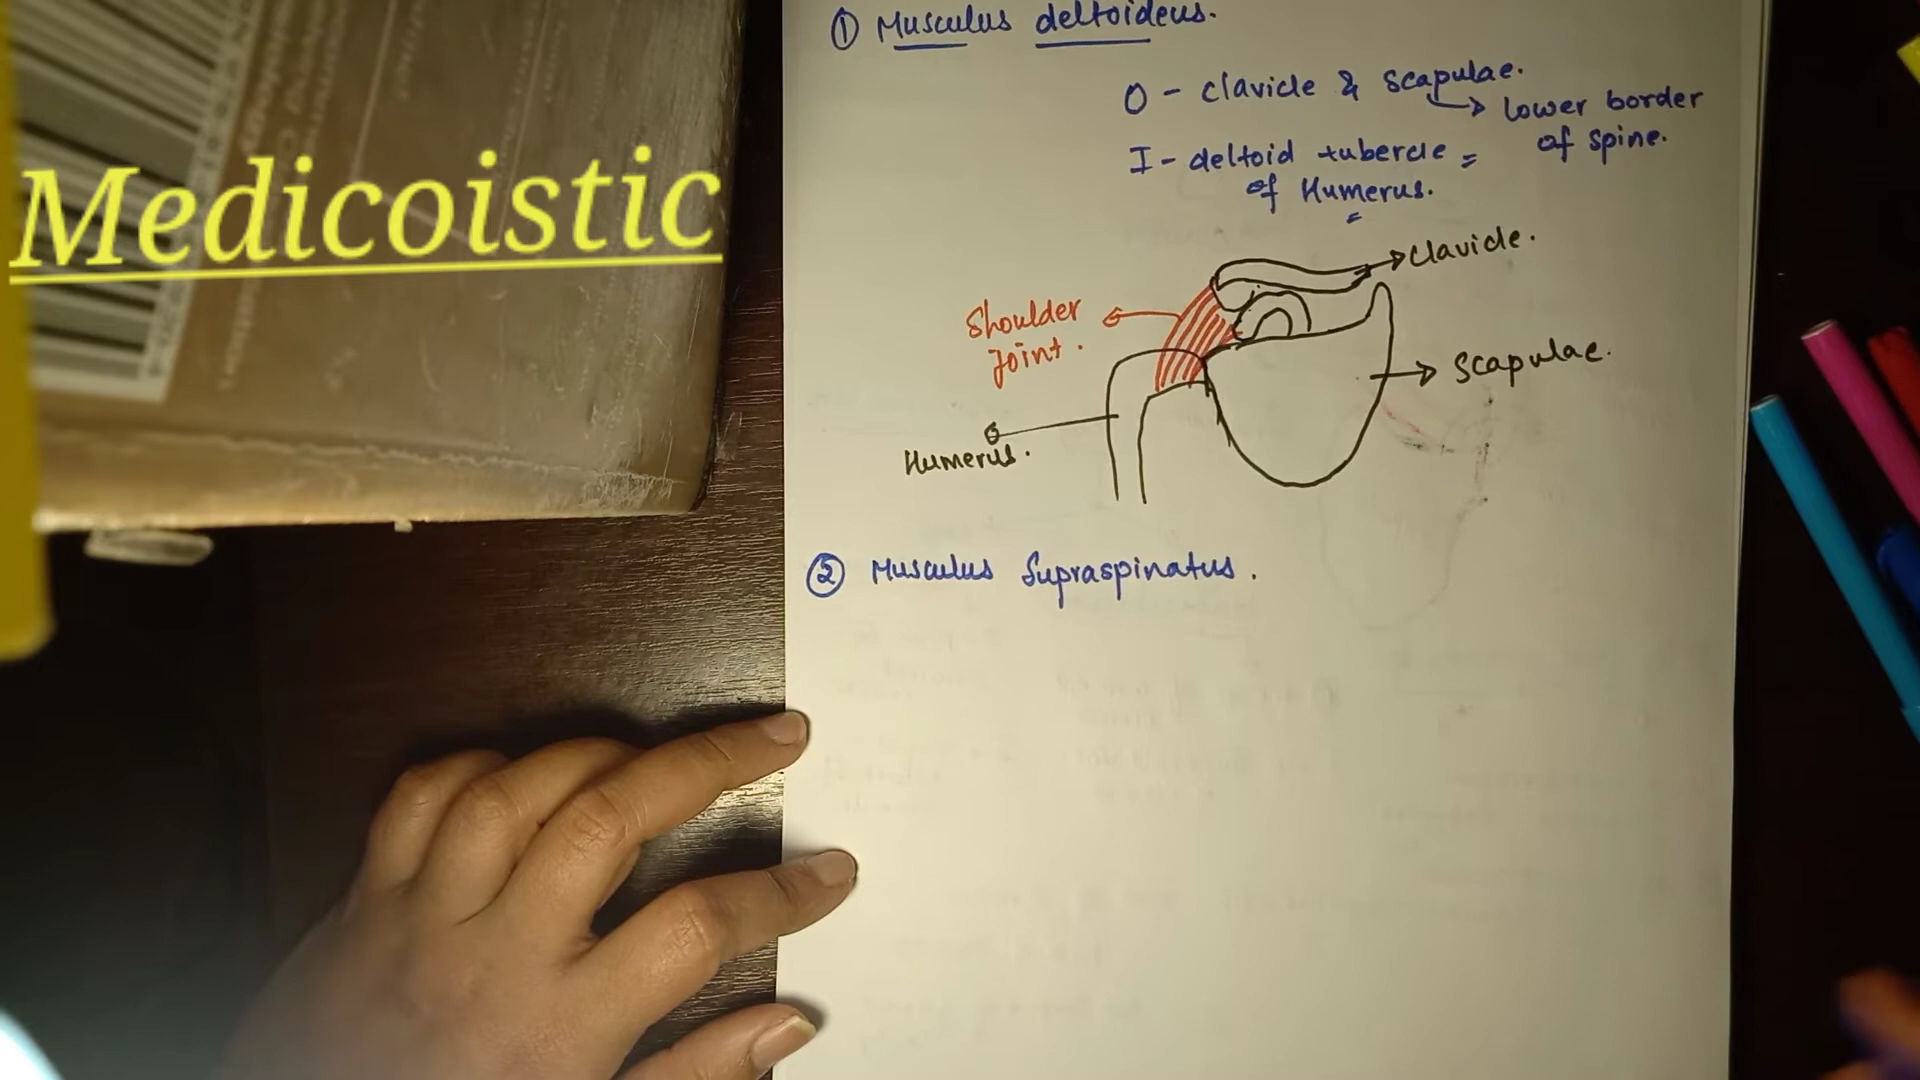 ① Musculus deltoideus.
O - clavicle & scapulae.
→ lower border
of spine.
I - deltoid tubercle =
of Humerus.
Medicoistic
→ Clavicle.
Shoulder
Joint.
→ Scapulae.
Humerus.
② Musculus Supraspinatus.